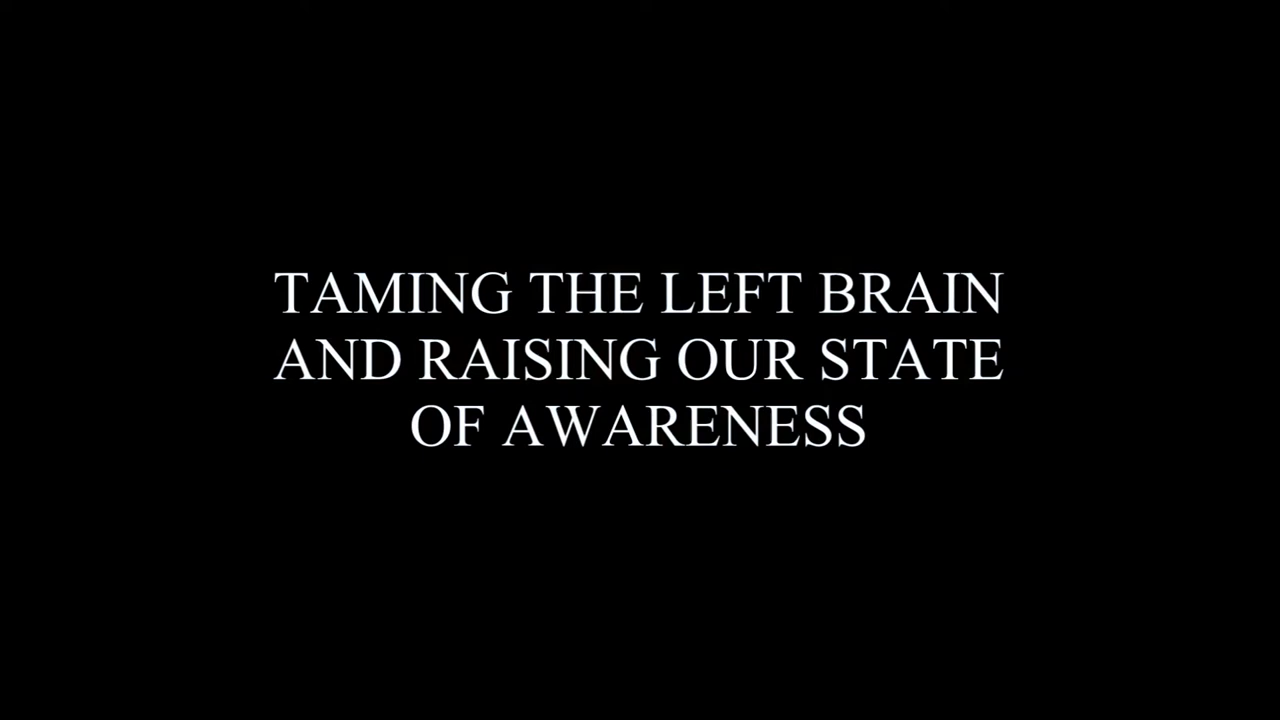 TAMING THE LEFT BRAIN
AND RAISING OUR STATE
OF AWARENESS